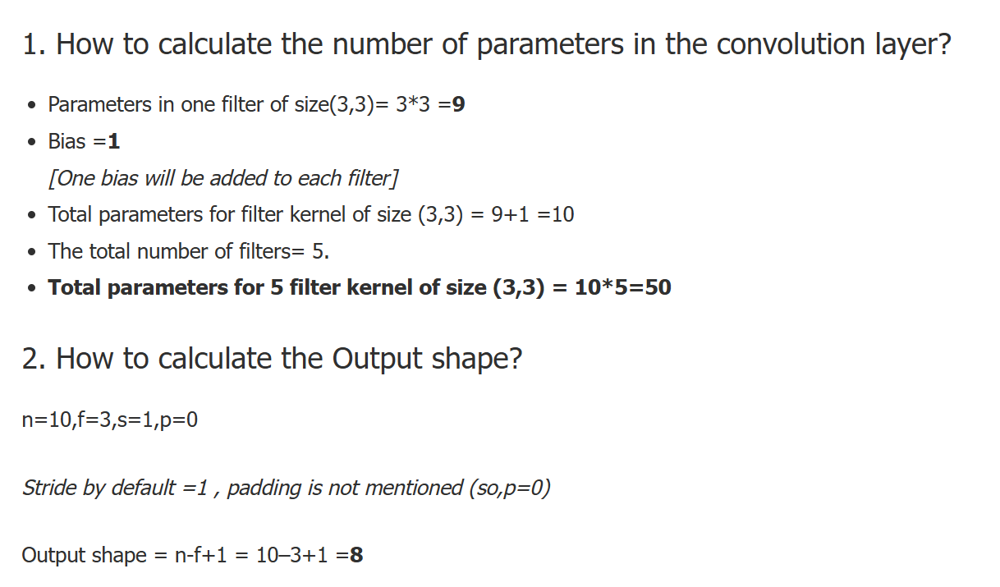 1. How to calculate the number of parameters in the convolution layer?
• Parameters in one filter of size(3,3)= 3*3 =9
• Bias =1
[One bias will be added to each filter]
• Total parameters for filter kernel of size (3,3) = 9+1 =10
• The total number of filters= 5.
• Total parameters for 5 filter kernel of size (3,3) = 10*5=50
2. How to calculate the Output shape?
n=10,f=3,s=1,p=0
Stride by default =1 , padding is not mentioned (so,p=0)
Output shape = n-f+1 = 10–3+1 =8